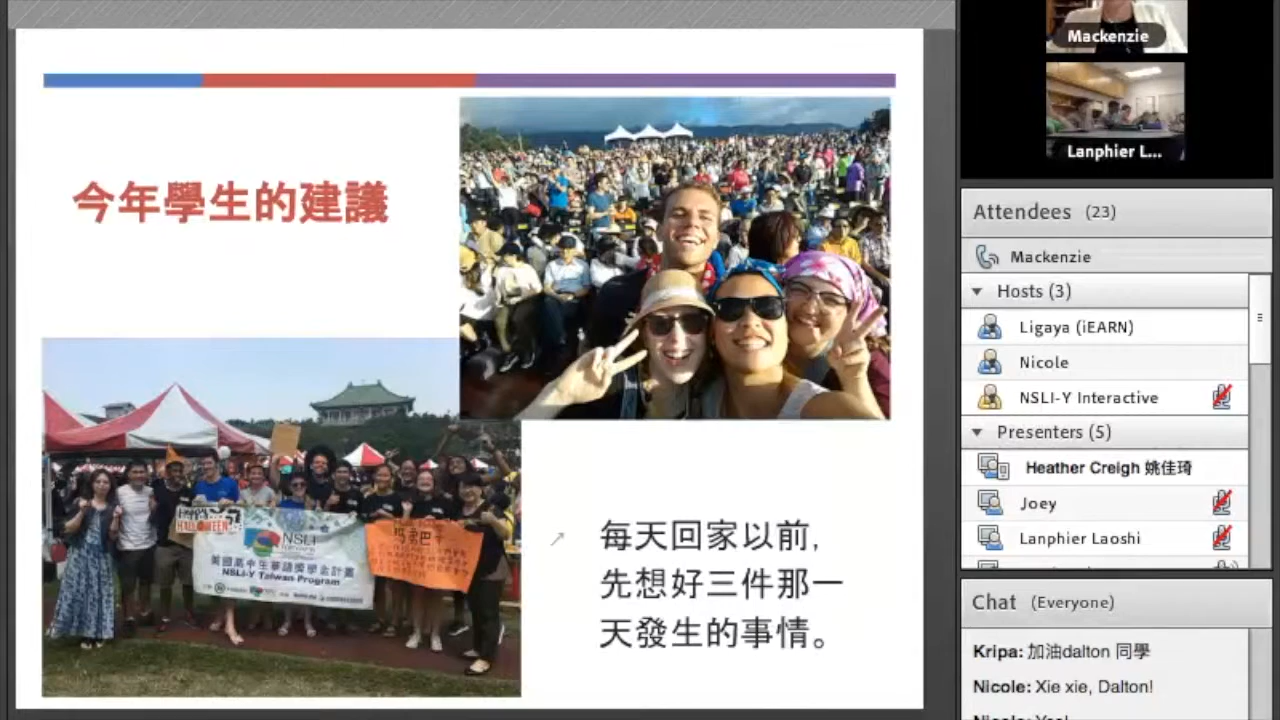 今年學生的建議
HALLOWEEN
NSLI
美國高中生華語獎學金計畫
NSLI-Y Taiwan Program
每天回家以前,
先想好三件那一
天發生的事情。
Mackenzie
Lanphier L...
Attendees (23)
Mackenzie
Hosts (3)
Ligaya (iEARN)
Nicole
NSLI-Y Interactive
Presenters (5)
Heather Creigh 姚佳琦
Joey
Lanphier Laoshi
Chat (Everyone)
Kripa: 加油dalton 同學
Nicole: Xie xie, Dalton!